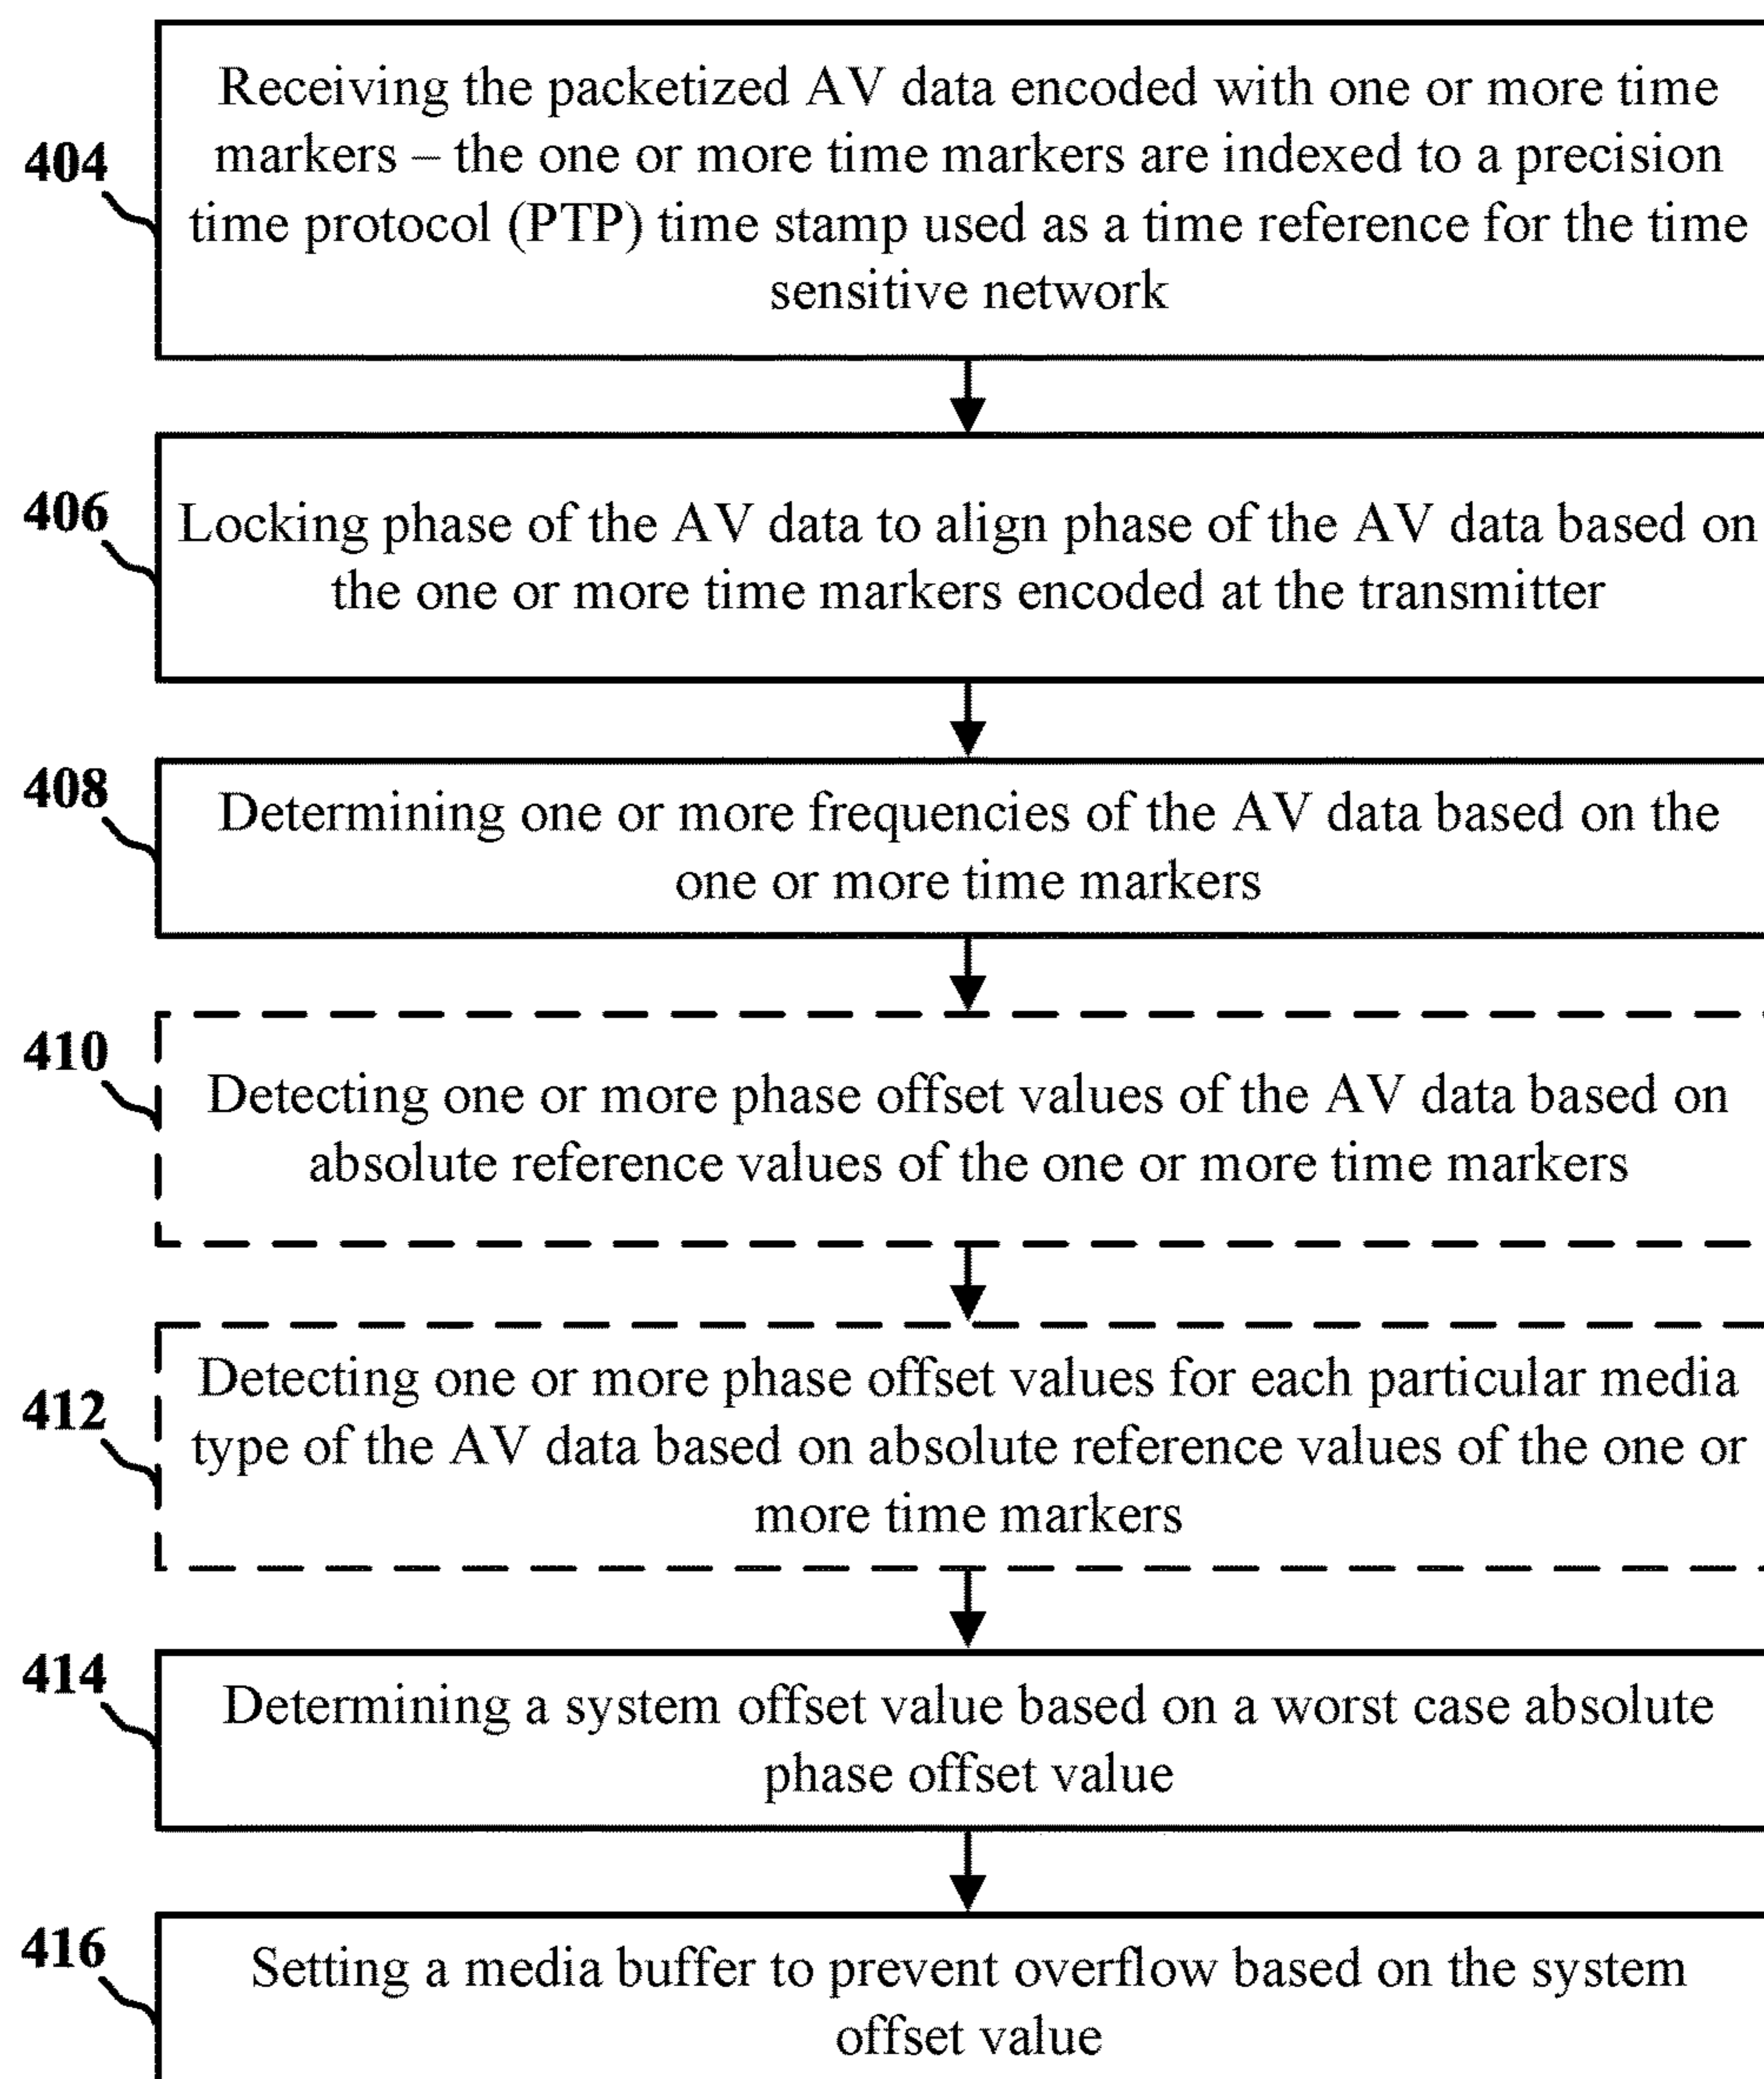 404
Receiving the packetized AV data encoded with one or more time
markers – the one or more time markers are indexed to a precision
time protocol (PTP) time stamp used as a time reference for the time
sensitive network
406
Locking phase of the AV data to align phase of the AV data based on
the one or more time markers encoded at the transmitter
408
Determining one or more frequencies of the AV data based on the
one or more time markers
410
Detecting one or more phase offset values of the AV data based on
absolute reference values of the one or more time markers
412
Detecting one or more phase offset values for each particular media
type of the AV data based on absolute reference values of the one or
more time markers
414
Determining a system offset value based on a worst case absolute
phase offset value
416
Setting a media buffer to prevent overflow based on the system
offset value